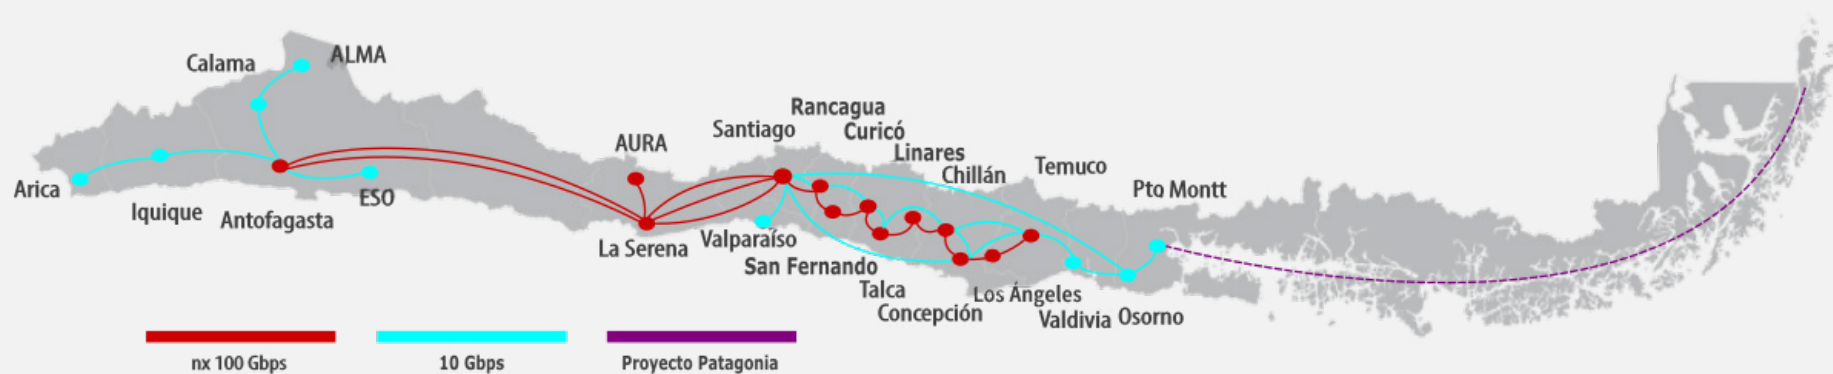 Calama
ALMA
Arica
Iquique
Antofagasta
ESO
AURA
La Serena
Santiago
Valparaíso
Rancagua
San Fernando
Curicó
Talca
Linares
Chillán
Concepción
Los Ángeles
Temuco
Valdivia
Osorno
Pto Montt
nx 100 Gbps
10 Gbps
Proyecto Patagonia